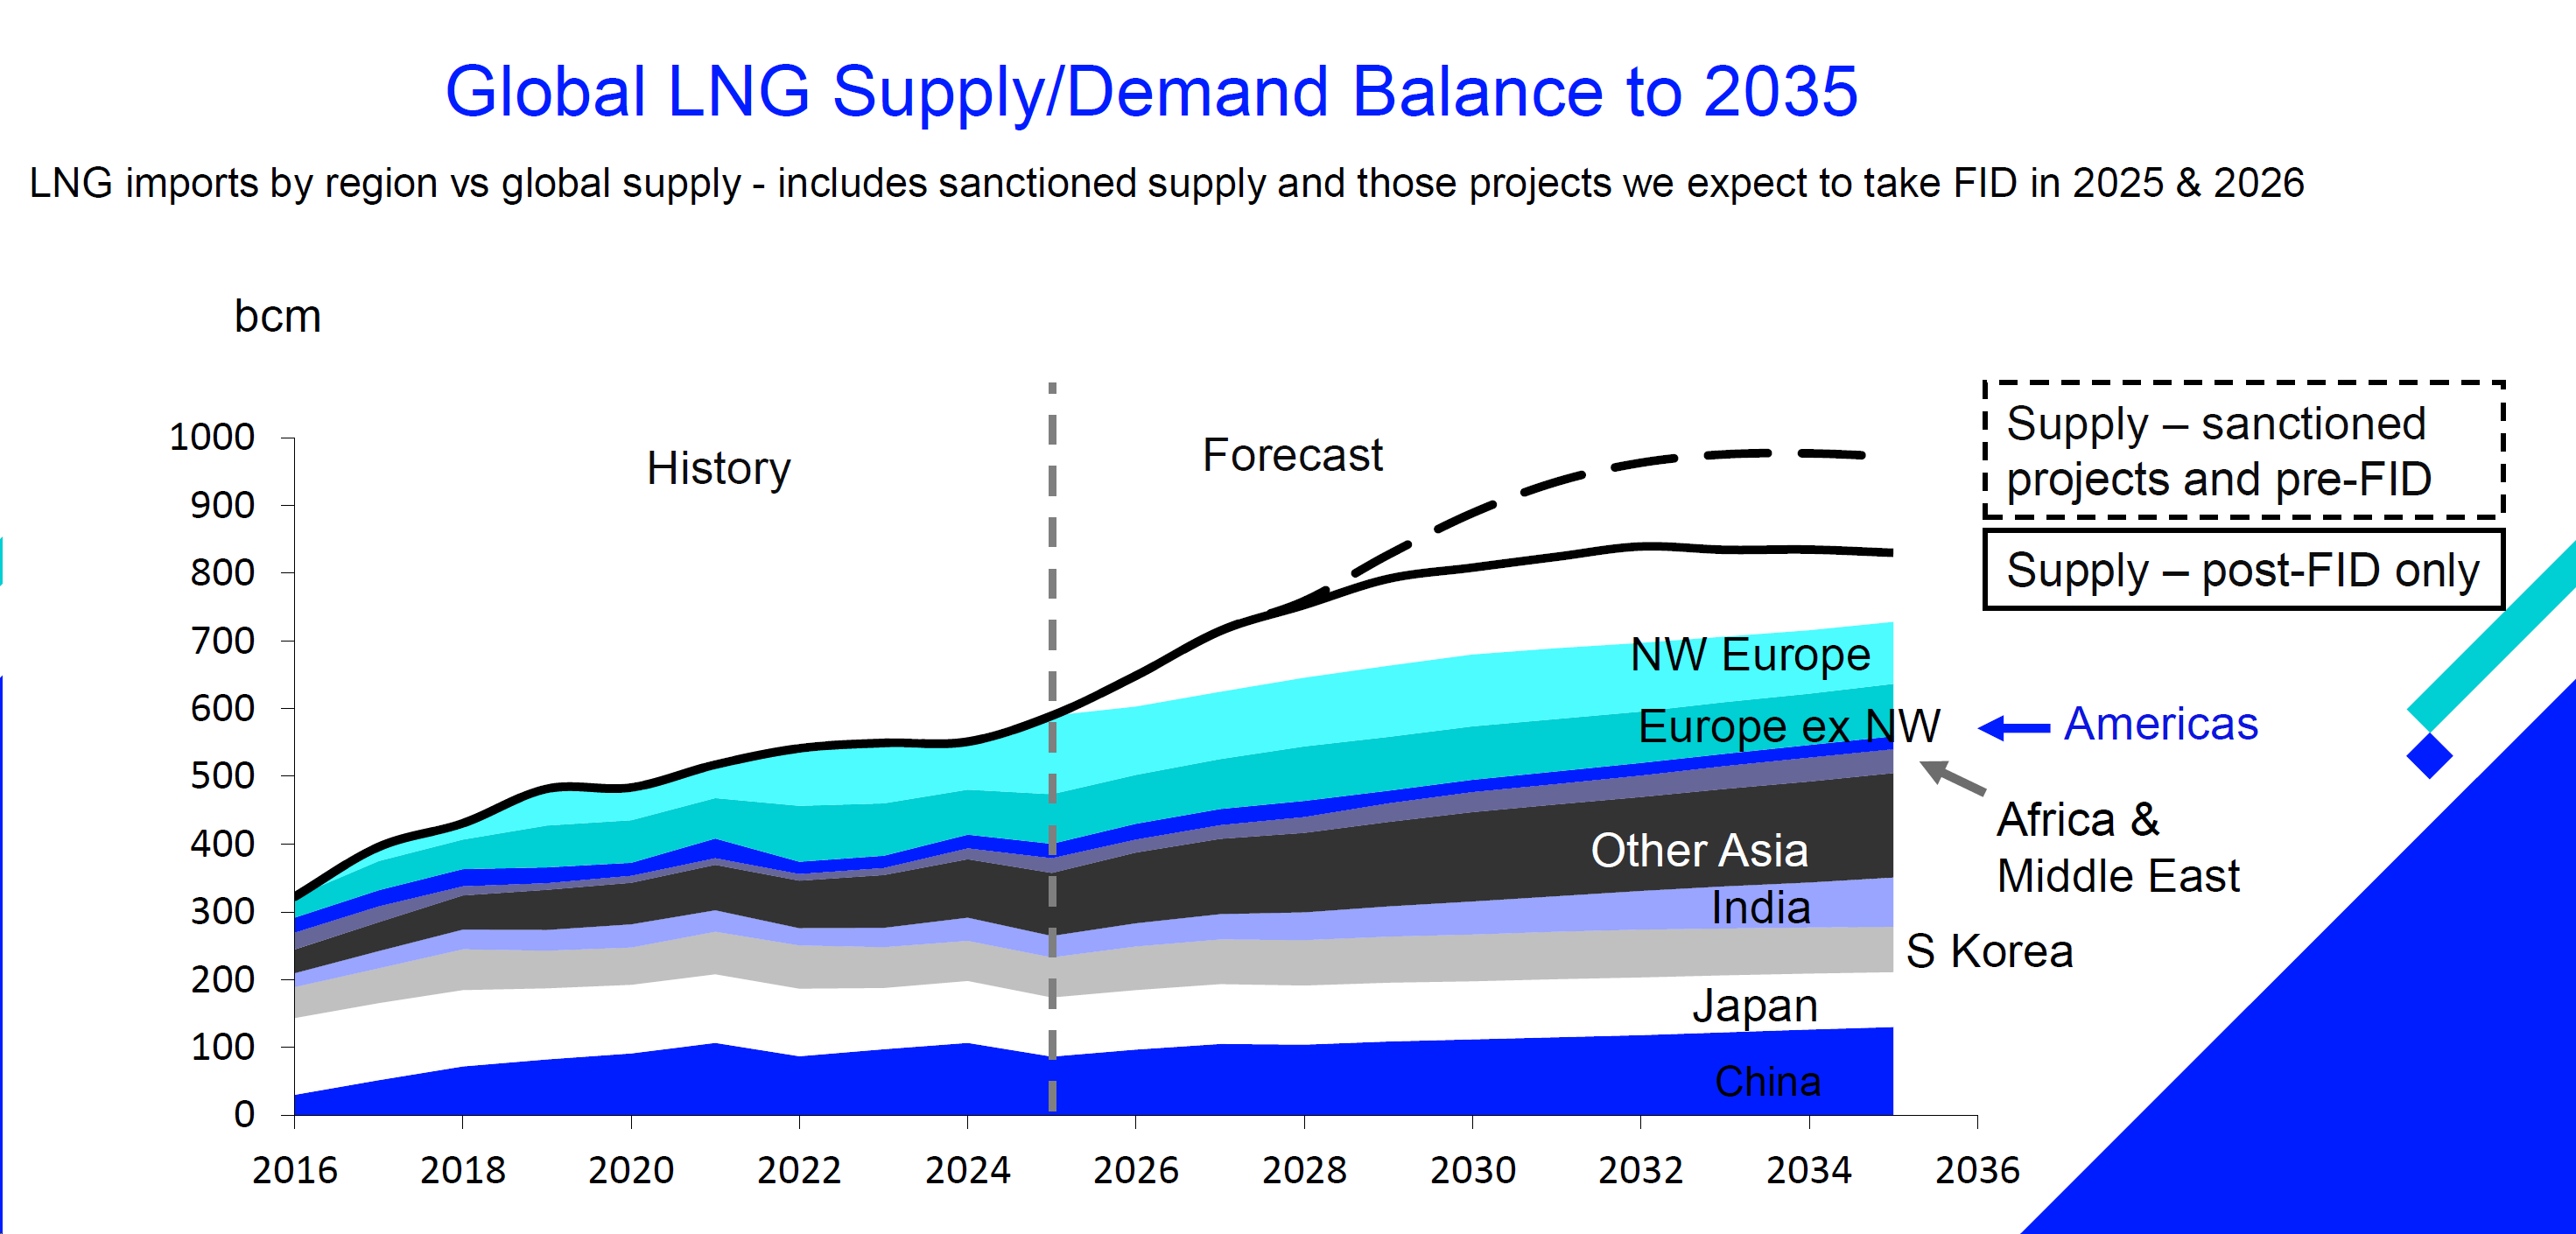 Global LNG Supply/Demand Balance to 2035
LNG imports by region vs global supply - includes sanctioned supply and those projects we expect to take FID in 2025 & 2026
bcm
1000
900
800
700
600
500
400
300
200
100
0
History
Forecast
Supply – sanctioned
projects and pre-FID
Supply – post-FID only
NW Europe
Europe ex NW
Americas
Africa &
Middle East
Other Asia
India
S Korea
Japan
China
2016 2018 2020 2022 2024 2026 2028 2030 2032 2034 2036